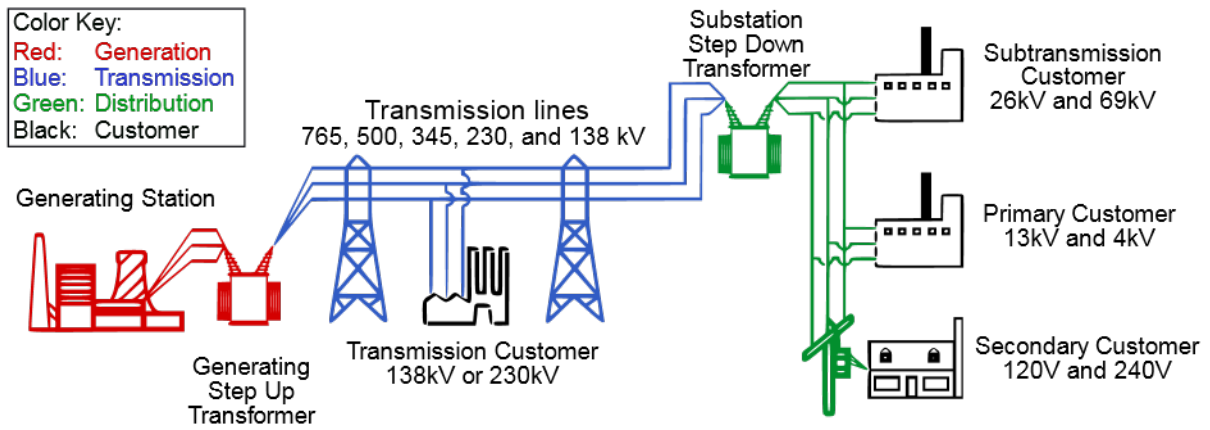 Color Key:
Red: Generation
Blue: Transmission
Green: Distribution
Black: Customer
Substation
Step Down
Transformer
Subtransmission
Customer
26kV and 69kV
Transmission lines
765, 500, 345, 230, and 138 kV
Generating Station
Primary Customer
13kV and 4kV
Generating
Step Up
Transformer
Transmission Customer
138kV or 230kV
Secondary Customer
120V and 240V